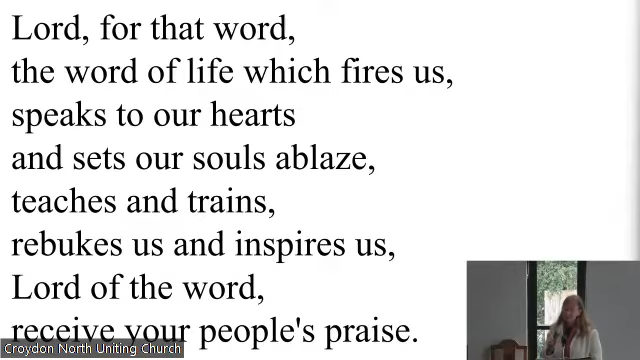 Lord, for that word,
the word of life which fires us,
speaks to our hearts
and sets our souls ablaze,
teaches and trains,
rebukes us and inspires us,
Lord of the word,
receive your people's praise.
Croydon North Uniting Church